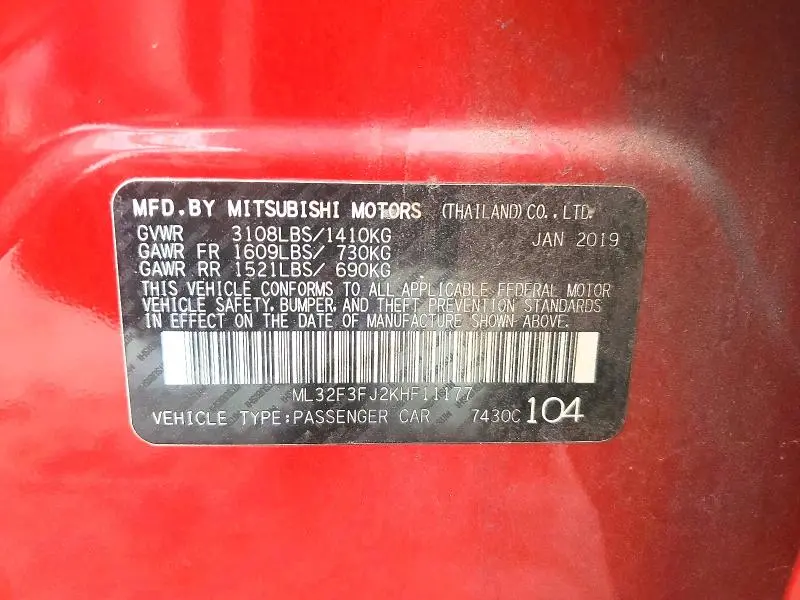 MFD.BY MITSUBISHI MOTORS (THAILAND)CO.,LTD.
GVWR 3108LBS/1410KG JAN 2019
GAWR FR 1609LBS/ 730KG
GAWR RR 1521LBS/ 690KG
THIS VEHICLE CONFORMS TO ALL APPLICABLE FEDERAL MOTOR
VEHICLE SAFETY, BUMPER, AND THEFT PREVENTION STANDARDS
IN EFFECT ON THE DATE OF MANUFACTURE SHOWN ABOVE.
ML32F3FJ2KHF11177
VEHICLE TYPE:PASSENGER CAR 7430C 104